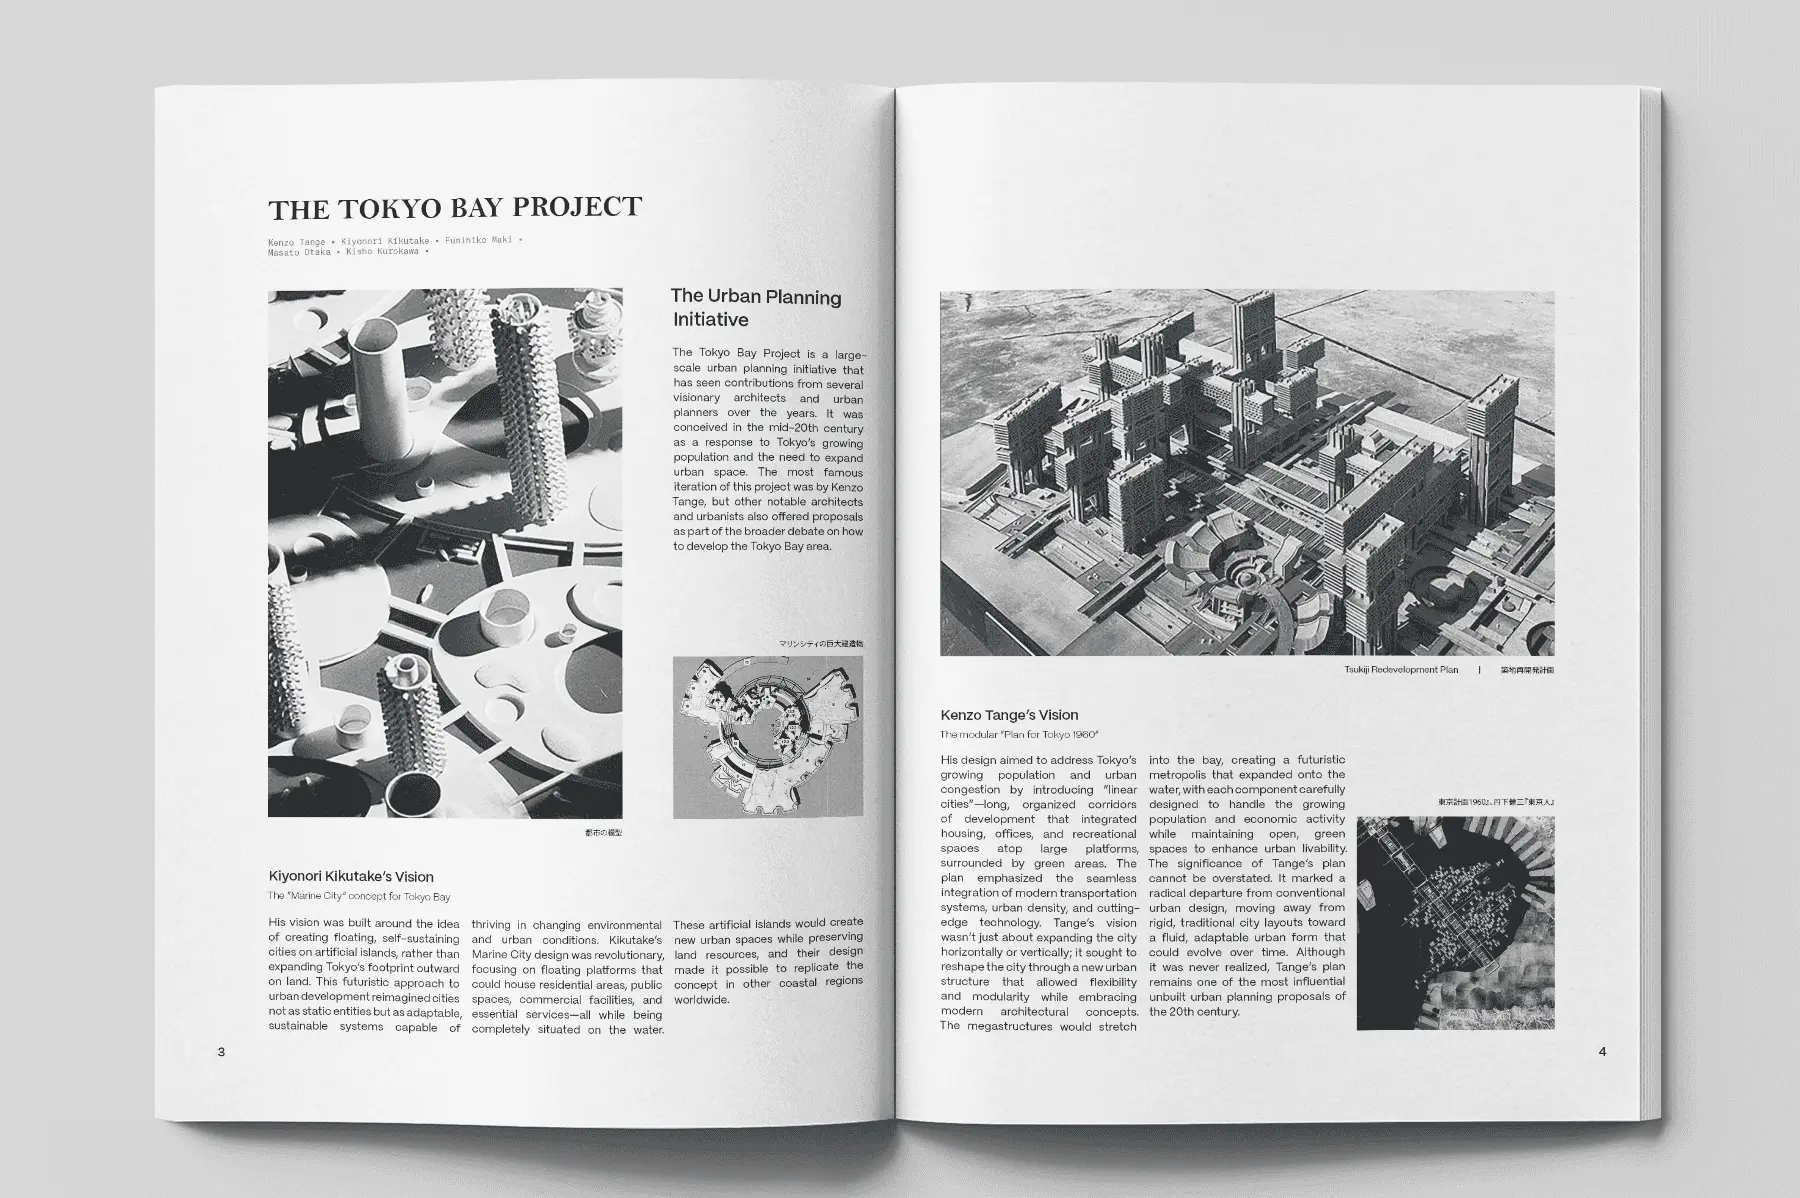 THE TOKYO BAY PROJECT
Kenzo Tange • Kiyonori Kikutake • Fumihiko Maki •
Masato Otaka • Kisho Kurokawa •
The Urban Planning
Initiative
The Tokyo Bay Project is a large-
scale urban planning initiative that
has seen contributions from several
visionary architects and urban
planners over the years. It was
conceived in the mid-20th century
as a response to Tokyo's growing
population and the need to expand
urban space. The most famous
iteration of this project was by Kenzo
Tange, but other notable architects
and urbanists also offered proposals
as part of the broader debate on how
to develop the Tokyo Bay area.
マリンシティの巨大建造物
都市の模型
Kiyonori Kikutake's Vision
The "Marine City" concept for Tokyo Bay
His vision was built around the idea
of creating floating, self-sustaining
cities on artificial islands, rather than
expanding Tokyo's footprint outward
on land. This futuristic approach to
urban development reimagined cities
not as static entities but as adaptable,
sustainable systems capable of
thriving in changing environmental
and urban conditions. Kikutake's
Marine City design was revolutionary,
focusing on floating platforms that
could house residential areas, public
spaces, commercial facilities, and
essential services—all while being
completely situated on the water.
These artificial islands would create
new urban spaces while preserving
land resources, and their design
made it possible to replicate the
concept in other coastal regions
worldwide.
3
Tsukiji Redevelopment Plan | 築地再開発計画
Kenzo Tange's Vision
The modular "Plan for Tokyo 1960"
His design aimed to address Tokyo's
growing population and urban
congestion by introducing "linear
cities"—long, organized corridors
of development that integrated
housing, offices, and recreational
spaces atop large platforms,
surrounded by green areas. The
plan emphasized the seamless
integration of modern transportation
systems, urban density, and cutting-
edge technology. Tange's vision
wasn't just about expanding the city
horizontally or vertically; it sought to
reshape the city through a new urban
structure that allowed flexibility
and modularity while embracing
modern architectural concepts.
The megastructures would stretch
into the bay, creating a futuristic
metropolis that expanded onto the
water, with each component carefully
designed to handle the growing
population and economic activity
while maintaining open, green
spaces to enhance urban livability.
The significance of Tange's plan
cannot be overstated. It marked a
radical departure from conventional
urban design, moving away from
rigid, traditional city layouts toward
a fluid, adaptable urban form that
could evolve over time. Although
it was never realized, Tange's plan
remains one of the most influential
unbuilt urban planning proposals of
the 20th century.
東京計画1960』、丹下健三『東京人』
4